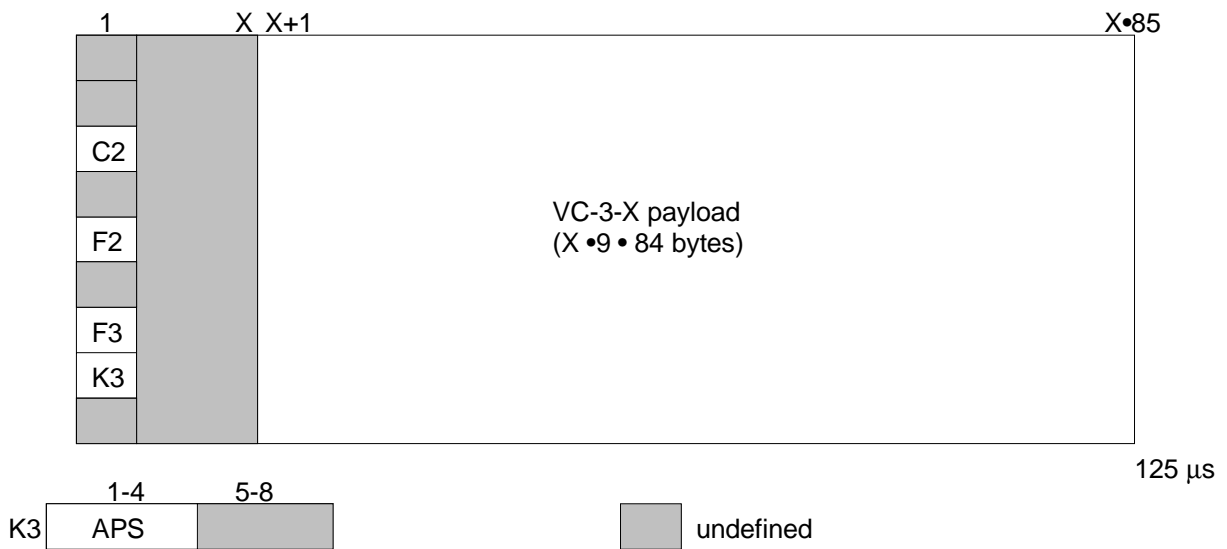 1 X X+1 X•85
C2
VC-3-X payload
F2 (X •9 • 84 bytes)
F3
K3
125 μs
1-4 5-8
K3 APS undefined